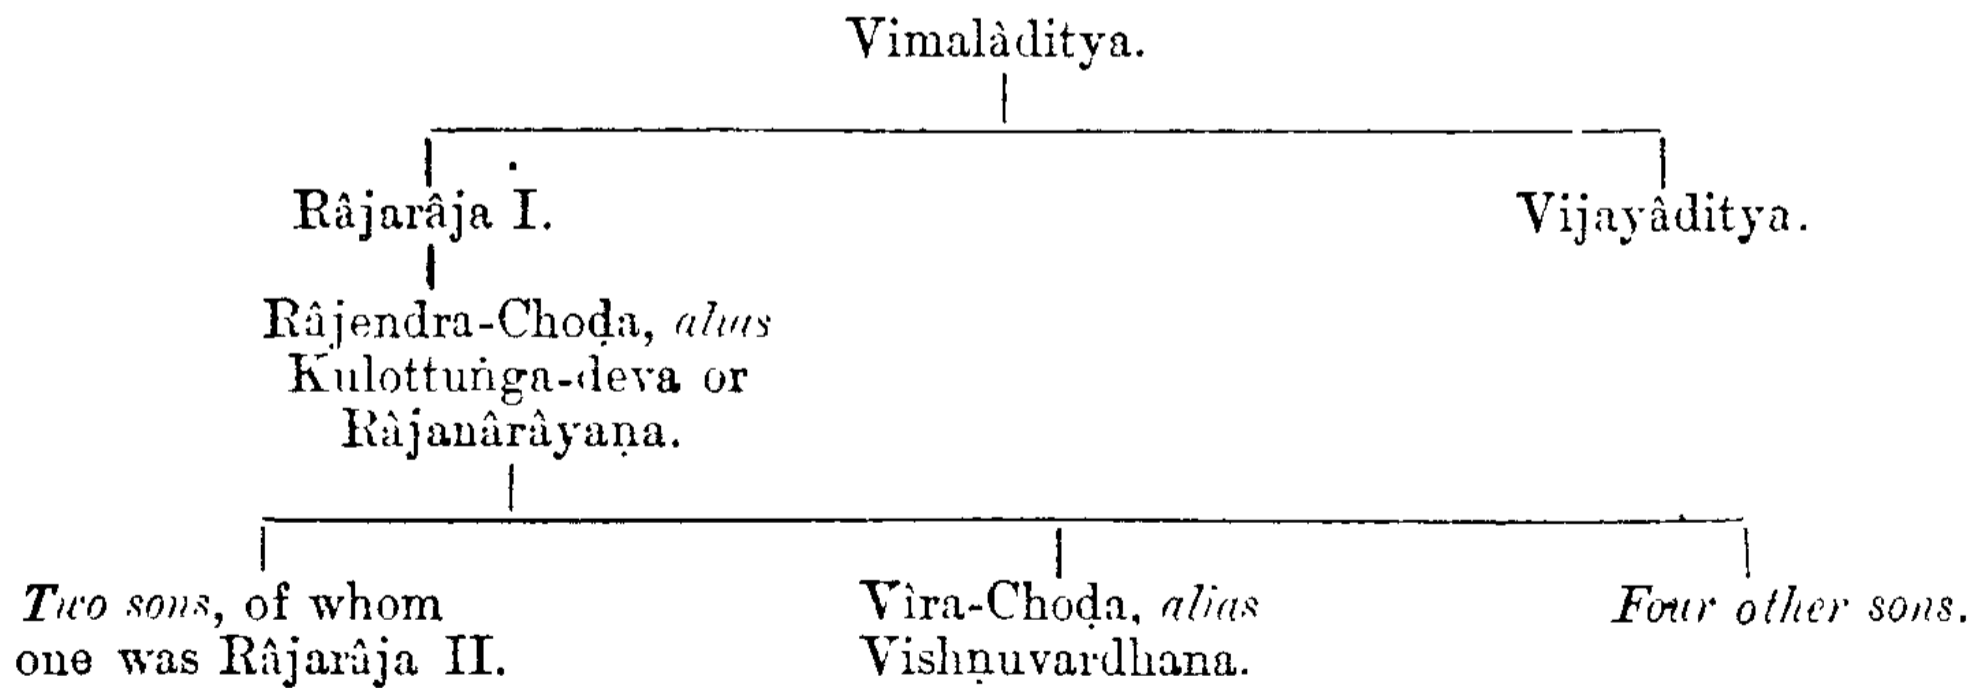 Vimalàditya.
Râjarâja I.
Vijayâditya.
Râjendra-Choḍa, alias
Kulottuṅga-deva or
Râjanârâyaṇa.
Two sons, of whom
one was Râjarâja II.
Vîra-Choḍa, alias
Vishṇuvardhana.
Four other sons.